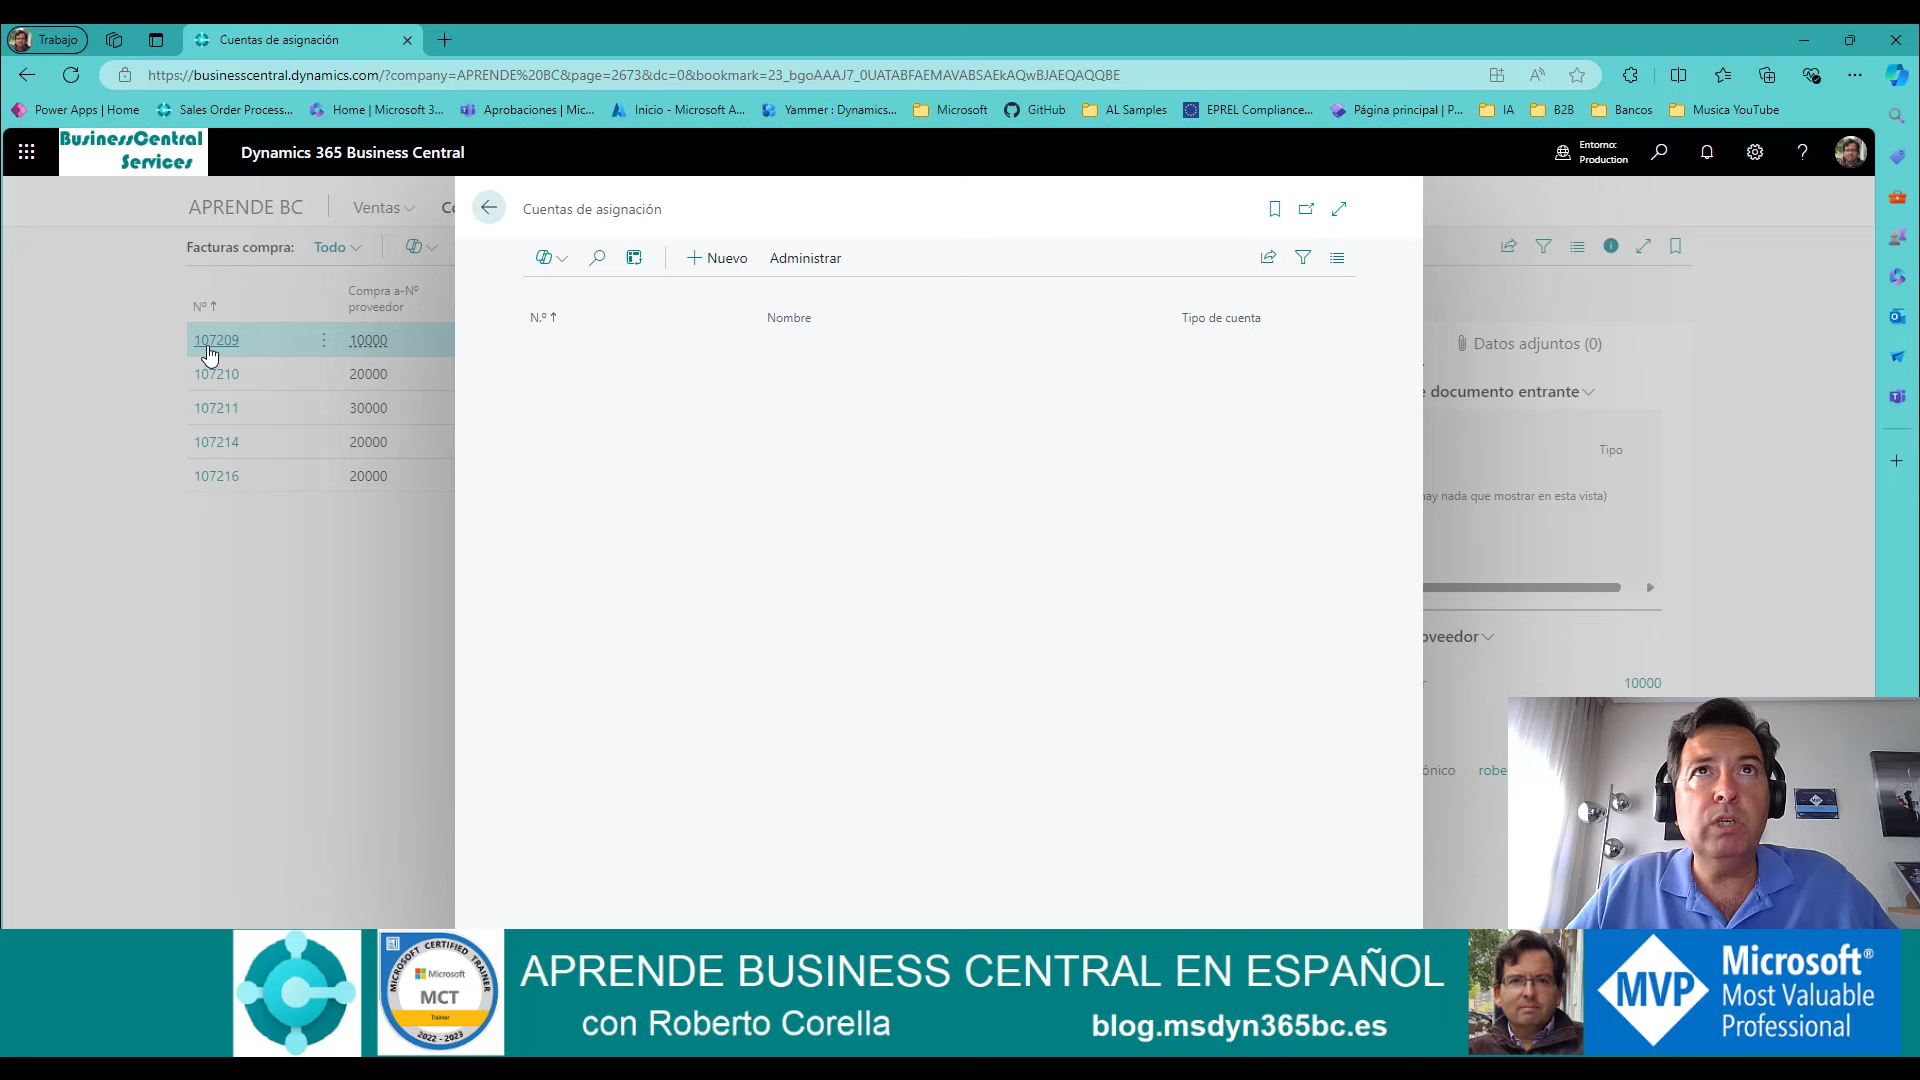 Trabajo
Cuentas de asignación
https://businesscentral.dynamics.com/?company=APRENDE%20BC&page=2673&dc=0&bookmark=23_bgoAAAJ7_0UATABFAEMAVABSAEkAQwBJAEQAQQBE
Power Apps | Home
Sales Order Process...
Home | Microsoft 3...
Aprobaciones | Mic...
Inicio - Microsoft A...
Yammer : Dynamics...
Microsoft
GitHub
AL Samples
EPREL Compliance...
Página principal | P...
IA
B2B
Bancos
Musica YouTube
BusinessCentral
Services
Dynamics 365 Business Central
Entorno:
Production
APRENDE BC
Ventas
Co
Cuentas de asignación
Facturas compra:
Todo
Nuevo
Administrar
Nº ↑
Compra a-Nº
proveedor
N.º ↑
Nombre
Tipo de cuenta
107209
10000
107210
20000
107211
30000
107214
20000
107216
20000
Datos adjuntos (0)
e documento entrante
Tipo
nay nada que mostrar en esta vista)
oveedor
r
10000
ónico
robe
MICROSOFT CERTIFIED TRAINER
Microsoft
MCT
Trainer
2022 - 2023
APRENDE BUSINESS CENTRAL EN ESPAÑOL
con Roberto Corella
blog.msdyn365bc.es
MVP
Microsoft®
Most Valuable
Professional